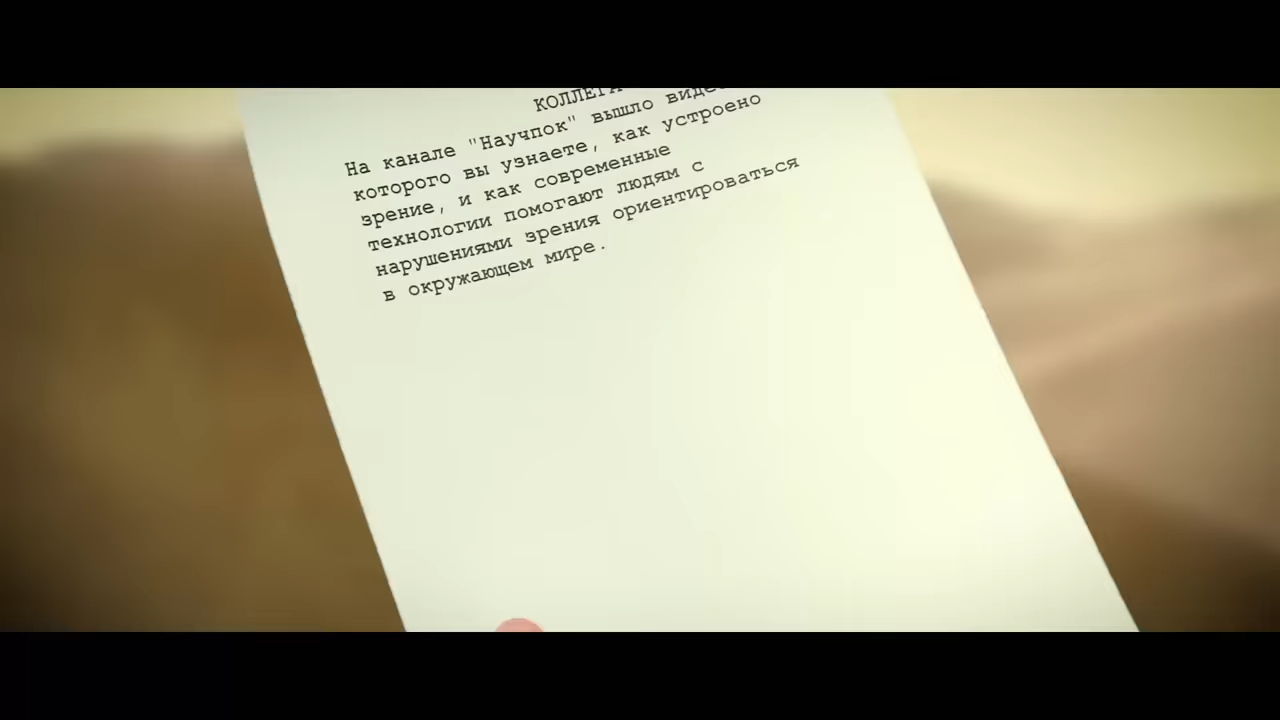 На канале "Научпок" вышло
которого вы узнаете, как устроено
зрение, и как современные
технологии помогают людям с
нарушениями зрения ориентироваться
в окружающем мире.